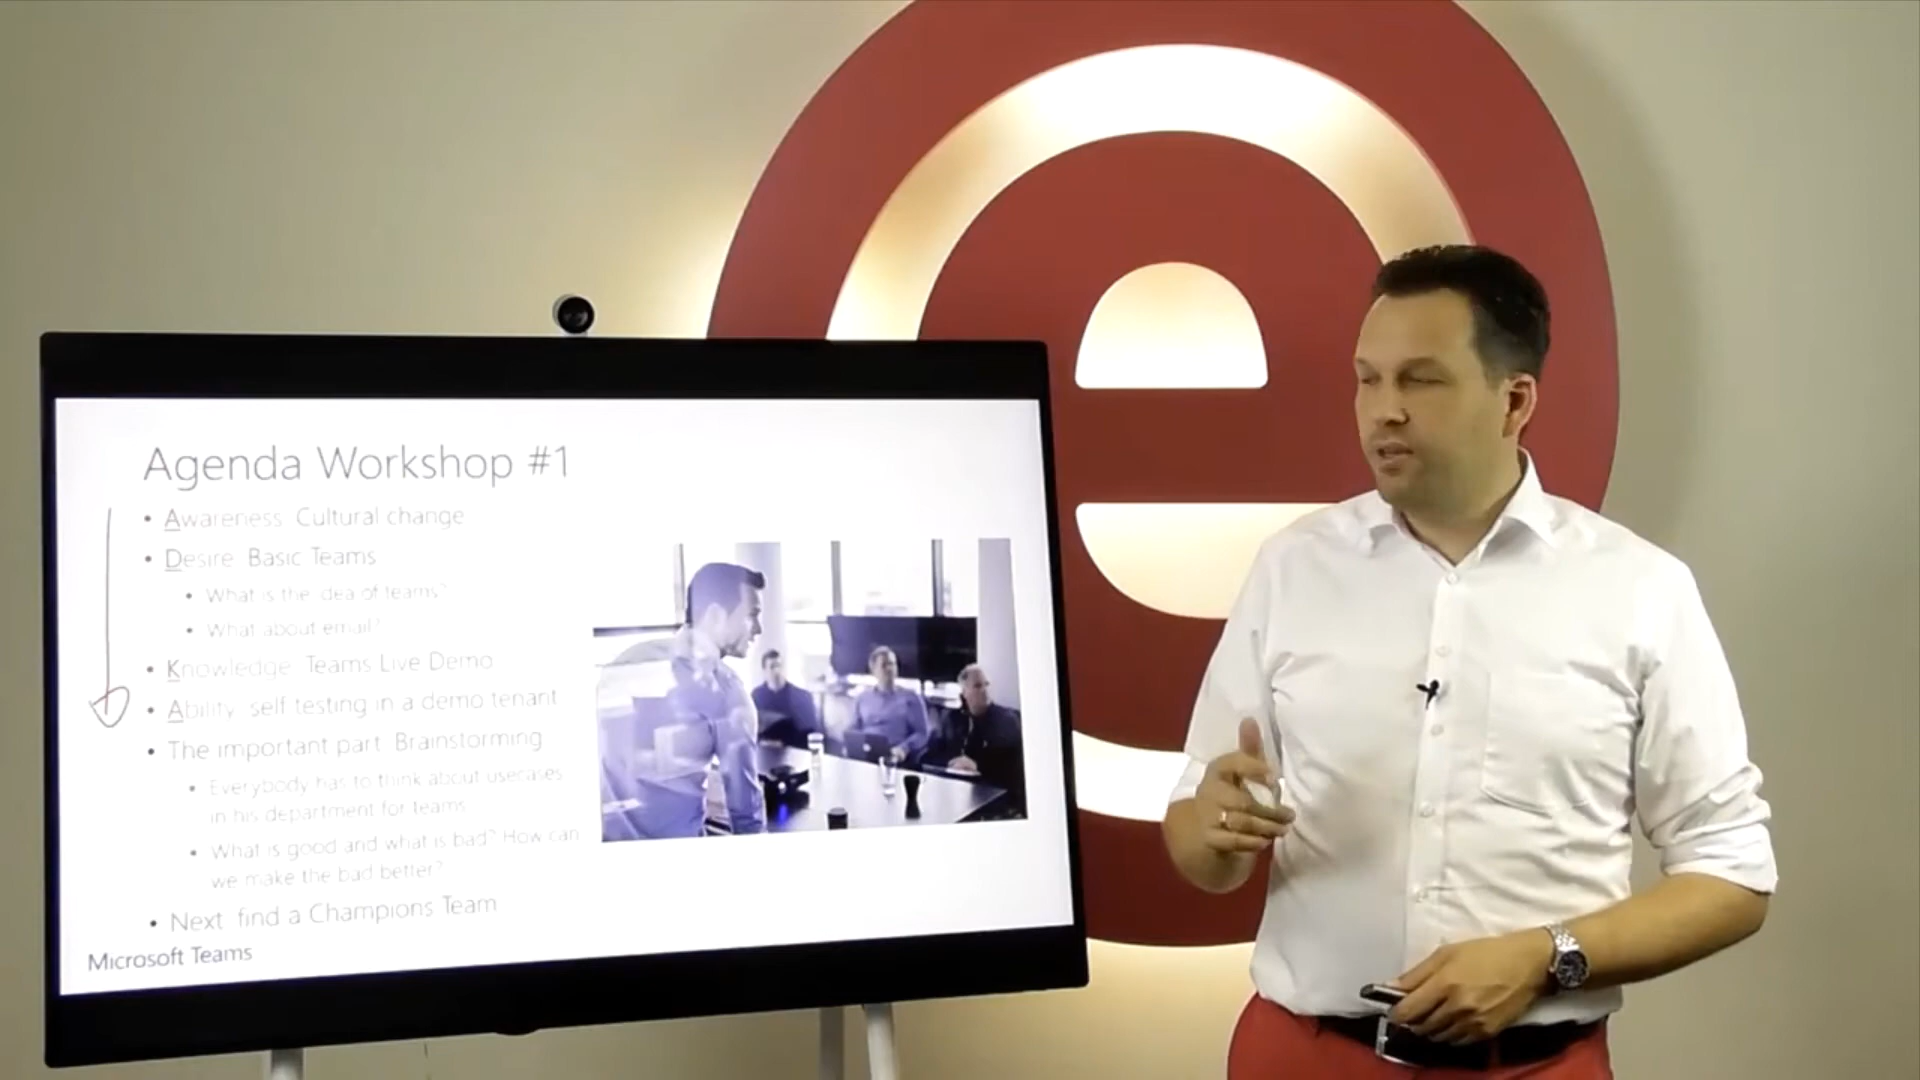 Agenda Workshop #1
• Awareness Cultural change
• Desire Basic Teams
• What is the idea of teams?
• What about email?
• Knowledge Teams Live Demo
• Ability self testing in a demo tenant
• The important part Brainstorming
• Everybody has to think about usecases
in his department for teams
• What is good and what is bad? How can
we make the bad better?
• Next find a Champions Team
Microsoft Teams